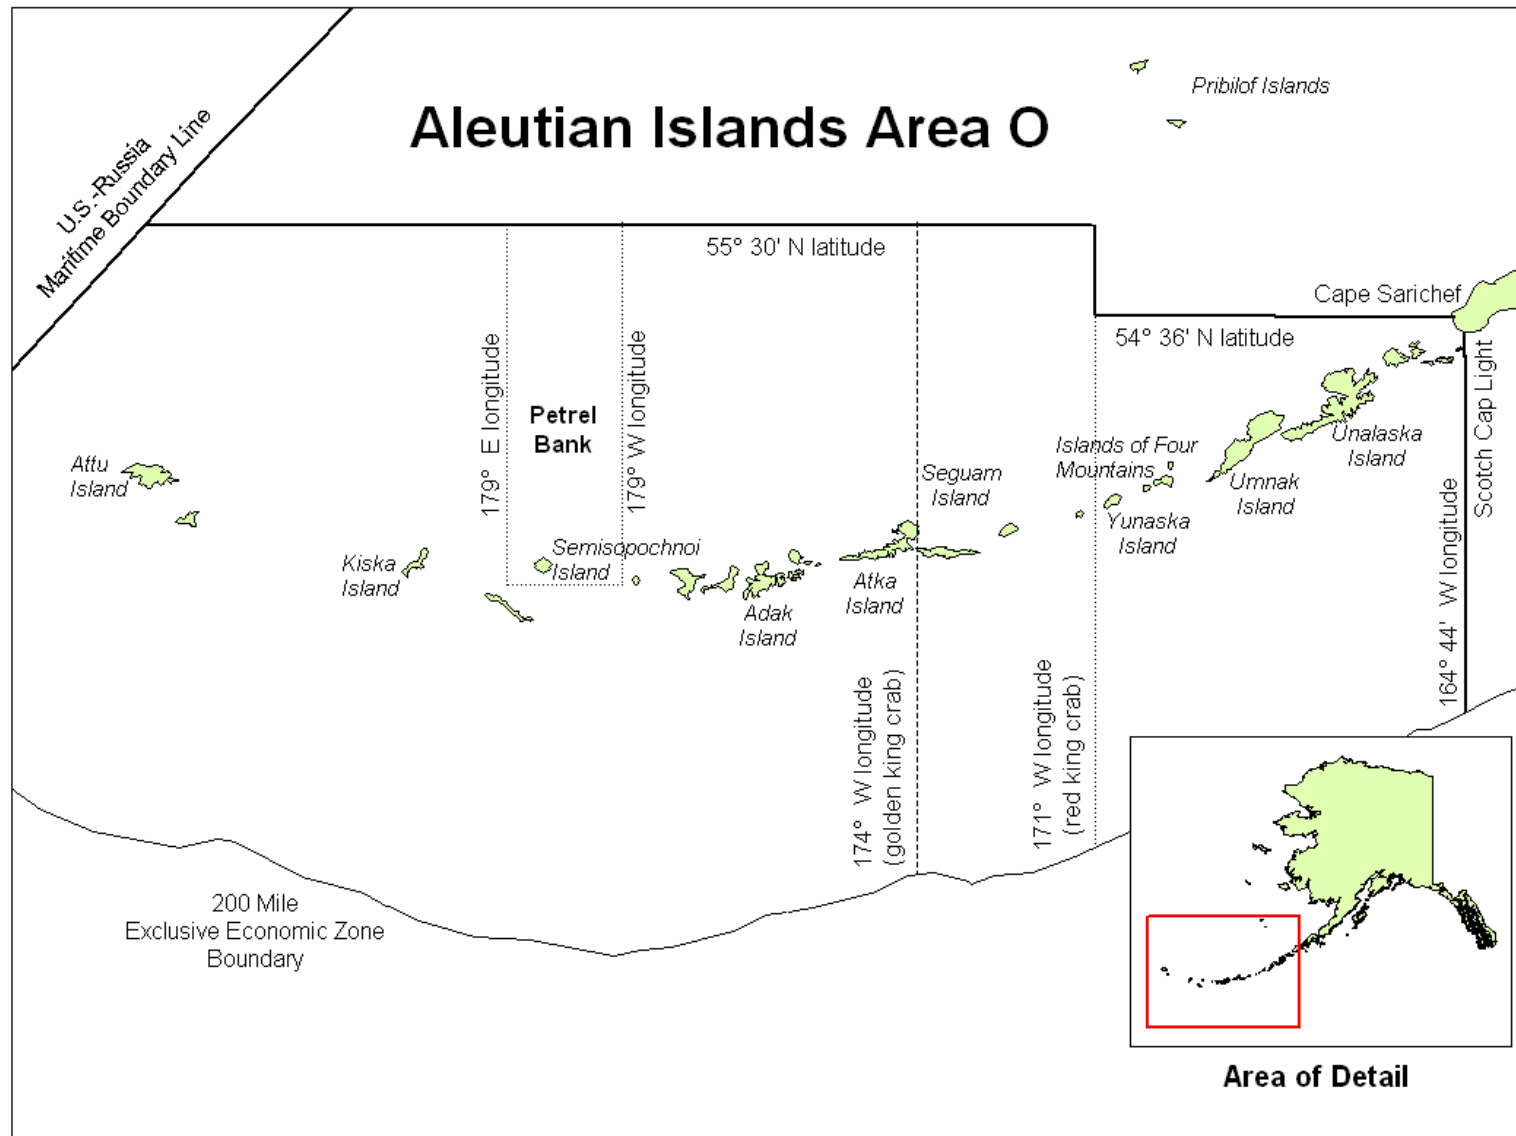 Pribilof Islands
Aleutian Islands Area O
U.S.-Russia
Maritime Boundary Line
55° 30' N latitude
Cape Sarichef
54° 36' N latitude
Scotch Cap Light
179° E longitude
Petrel
Bank
179° W longitude
Attu
Island
Kiska
Island
Semisopochnoi
Island
Adak
Island
Atka
Island
Seguam
Island
Islands of Four
Mountains
Yunaska
Island
Umnak
Island
Unalaska
Island
164° 44' W longitude
174° W longitude
(golden king crab)
171° W longitude
(red king crab)
200 Mile
Exclusive Economic Zone
Boundary
Area of Detail